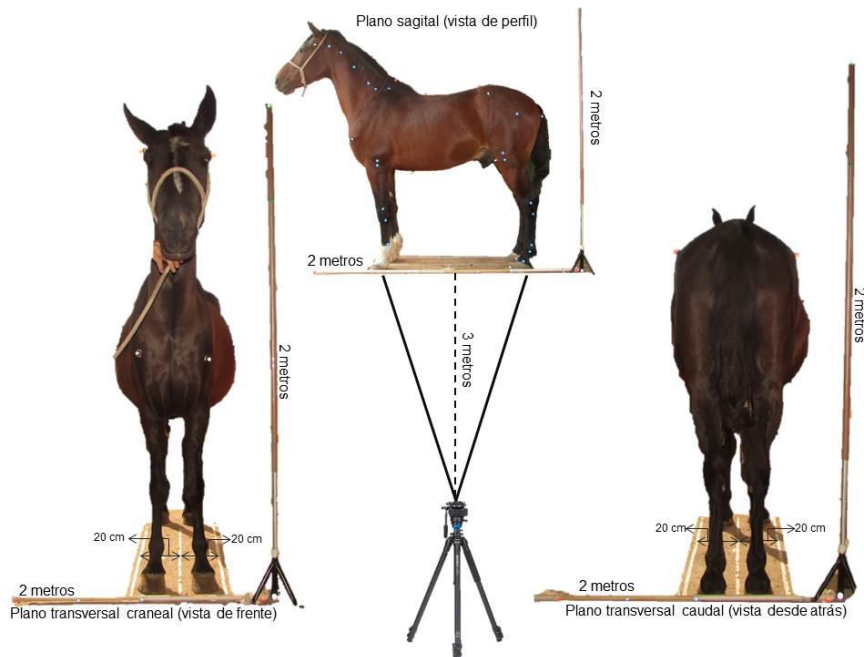 Plano sagital (vista de perfil)
2 metros
2 metros
3 metros
2 metros
20 cm
20 cm
2 metros
Plano transversal craneal (vista de frente)
2 metros
20 cm
20 cm
2 metros
Plano transversal caudal (vista desde atrás)